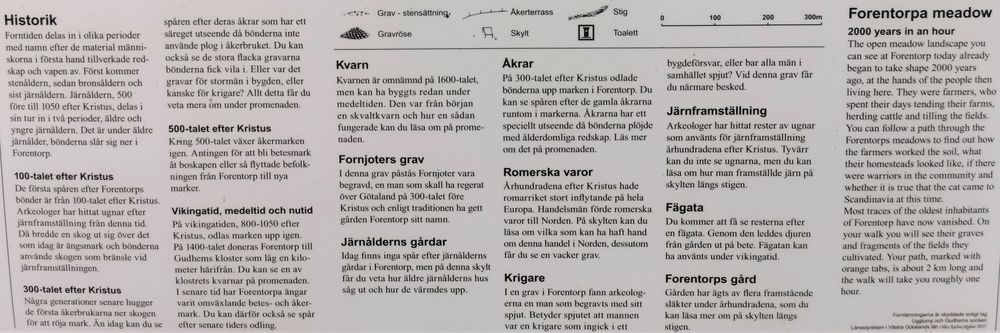 Historik
Forntiden delas in i olika perioder
med namn efter de material männi-
skorna i första hand tillverkade red-
skap och vapen av. Först kommer
stenåldern, sedan bronsåldern och
sist järnåldern. Järnåldern, 500
före till 1050 efter Kristus, delas i
sin tur in i två perioder, äldre och
yngre järnåldern. Det är under äldre
järnålder, bönderna slår sig ner i
Forentorp.
100-talet efter Kristus
De första spåren efter Forentorps
bönder är från 100-talet efter Kristus.
Arkeologer har hittat ugnar efter
järnframställning från denna tid.
Då bredde en skog ut sig över det
som idag är ängsmark och bönderna
använde skogen som bränsle vid
järnframställningen.
300-talet efter Kristus
Några generationer senare hugger
de första åkerbrukarna ner skogen
för att röja mark. Än idag kan du se
spåren efter deras åkrar som har ett
säreget utseende då bönderna inte
använde plog i åkerbruket. Du kan
också se de stora flacka gravarna
bönderna fick vila i. Eller var det
gravar för stormän i bygden, eller
kanske för krigare? Allt detta får du
veta mera om under promenaden.
500-talet efter Kristus
Kring 500-talet växer åkermarken
igen. Antingen för att bli betesmark
åt boskapen eller så flyttade befolk-
ningen från Forentorp till nya
marker.
Vikingatid, medeltid och nutid
På vikingatiden, 800-1050 efter
Kristus, odlas marken upp igen.
På 1400-talet doneras Forentorp till
Gudhems kloster som låg en kilo-
meter härifrån. Du kan se en av
klostrets kvarnar på promenaden.
I senare tid har Forentorpa ängar
varit omväxlande betes- och åker-
mark. Du kan därför också se spår
efter senare tiders odling.
Grav - stensättning
Åkerterrass
Stig
Gravröse
Skylt
Toalett
0 100 200 300m
Kvarn
Kvarnen är omnämnd på 1600-talet,
men kan ha byggts redan under
medeltiden. Den var från början
en skvaltkvarn och hur en sådan
fungerade kan du läsa om på prome-
naden.
Fornjoters grav
I denna grav påstås Fornjoter vara
begravd, en man som skall ha regerat
över Götaland på 300-talet före
Kristus och enligt traditionen ha gett
gården Forentorp sitt namn.
Järnålderns gårdar
Idag finns inga spår efter järnålderns
gårdar i Forentorp, men på denna skylt
får du veta hur äldre järnålderns hus
såg ut och hur de värmdes upp.
Åkrar
På 300-talet efter Kristus odlade
bönderna upp marken i Forentorp. Du
kan se spåren efter de gamla åkrarna
runtom i markerna. Åkrarna har ett
speciellt utseende då bönderna plöjde
med ålderdomliga redskap. Läs mer
om det på promenaden.
Romerska varor
Århundradena efter Kristus hade
romarriket stort inflytande på hela
Europa. Handelsmän förde romerska
varor till Norden. På skylten kan du
läsa om vilka som kan ha haft hand
om denna handel i Norden, dessutom
får du se en vacker grav.
Krigare
I en grav i Forentorp fann arkeolog-
erna en man som begravts med sitt
spjut. Betyder spjutet att mannen
var en krigare som ingick i ett
bygdeförsvar, eller bar alla män i
samhället spjut? Vid denna grav får
du närmare besked.
Järnframställning
Arkeologer har hittat rester av ugnar
som använts för järnframställning
århundradena efter Kristus. Tyvärr
kan du inte se ugnarna, men du kan
läsa om hur man framställde järn på
skylten längs stigen.
Fägata
Du kommer att få se resterna efter
en fägata. Genom den leddes djuren
från gården ut på bete. Fägatan kan
ha använts under vikingatid.
Forentorps gård
Gården har ägts av flera framstående
släkter under århundradena, som du
kan läsa mer om på skylten längs
stigen.
Forentorpa meadow
2000 years in an hour
The open meadow landscape you
can see at Forentorp today already
began to take shape 2000 years
ago, at the hands of the people then
living here. They were farmers, who
spent their days tending their farms,
herding cattle and tilling the fields.
You can follow a path through the
Forentorps meadows to find out how
the farmers worked the soil, what
their homesteads looked like, if there
were warriors in the community and
whether it is true that the cat came to
Scandinavia at this time.
Most traces of the oldest inhabitants
of Forentorp have now vanished. On
your walk you will see their graves
and fragments of the fields they
cultivated. Your path, marked with
orange tabs, is about 2 km long and
the walk will take you roughly one
hour.
Fornlämningarna är skyddade enligt lag
Ugglums och Gudhems socken
Länsstyrelsen i Västra Götalands län